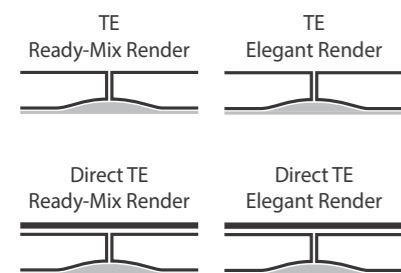 TE
Ready-Mix Render
TE
Elegant Render
Direct TE
Ready-Mix Render
Direct TE
Elegant Render